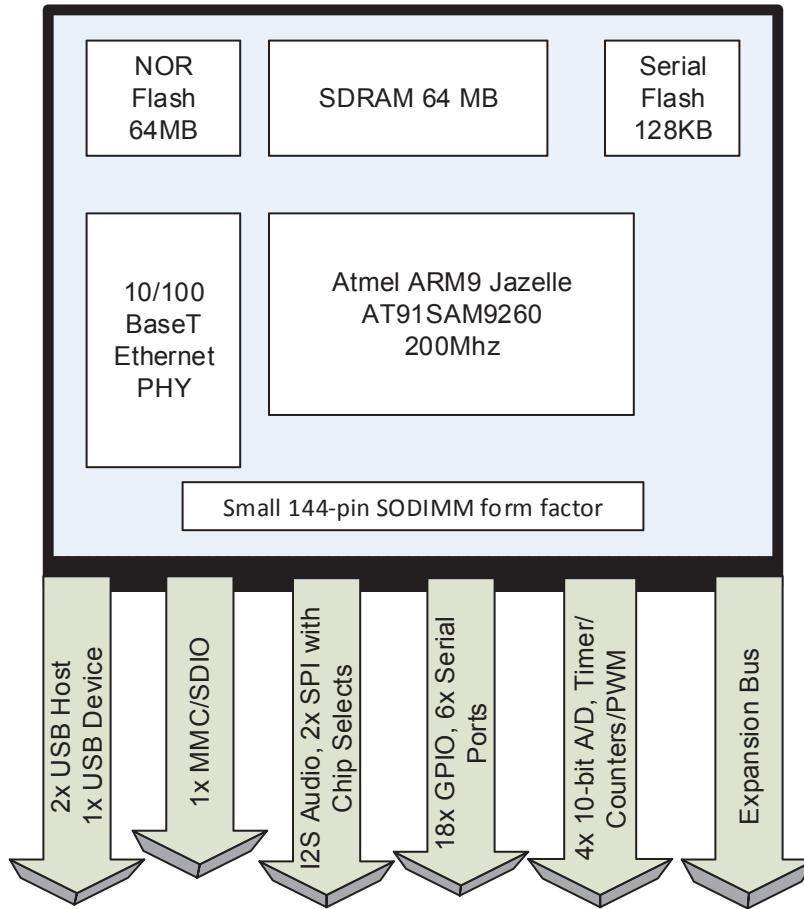 NOR
Flash
64MB
SDRAM 64 MB
Serial
Flash
128KB
10/100
BaseT
Ethernet
PHY
Atmel ARM9 Jazelle
AT91SAM9260
200Mhz
Small 144-pin SODIMM form factor
2x USB Host
1x USB Device
1x MMC/SDIO
I2S Audio, 2x SPI with
Chip Selects
18x GPIO, 6x Serial
Ports
4x 10-bit A/D, Timer/
Counters/PWM
Expansion Bus